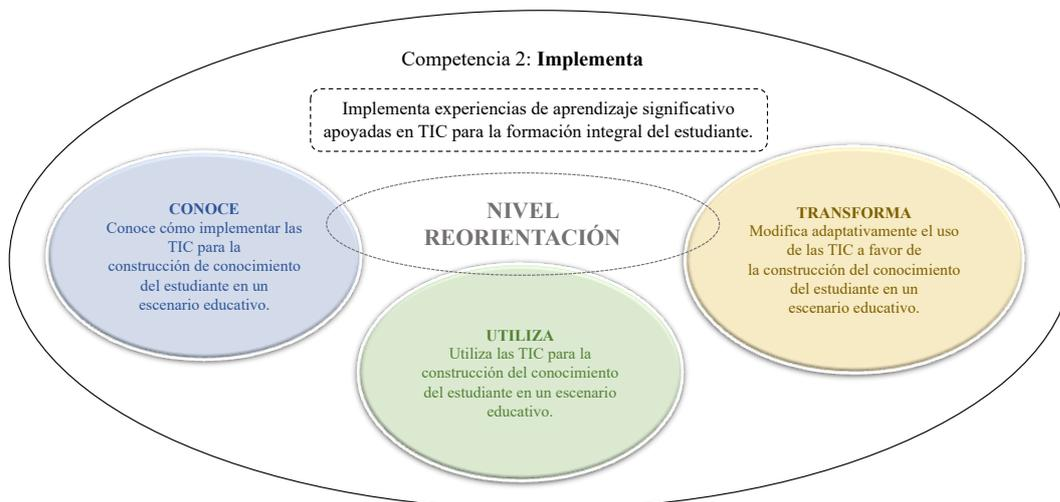 Competencia 2: Implementa
Implementa experiencias de aprendizaje significativo
apoyadas en TIC para la formación integral del estudiante.
CONOCE
Conoce cómo implementar las
TIC para la
construcción de conocimiento
del estudiante en un
escenario educativo.
NIVEL
REORIENTACIÓN
TRANSFORMA
Modifica adaptativamente el uso
de las TIC a favor de
la construcción del conocimiento
del estudiante en un
escenario educativo.
UTILIZA
Utiliza las TIC para la
construcción del conocimiento
del estudiante en un escenario
educativo.